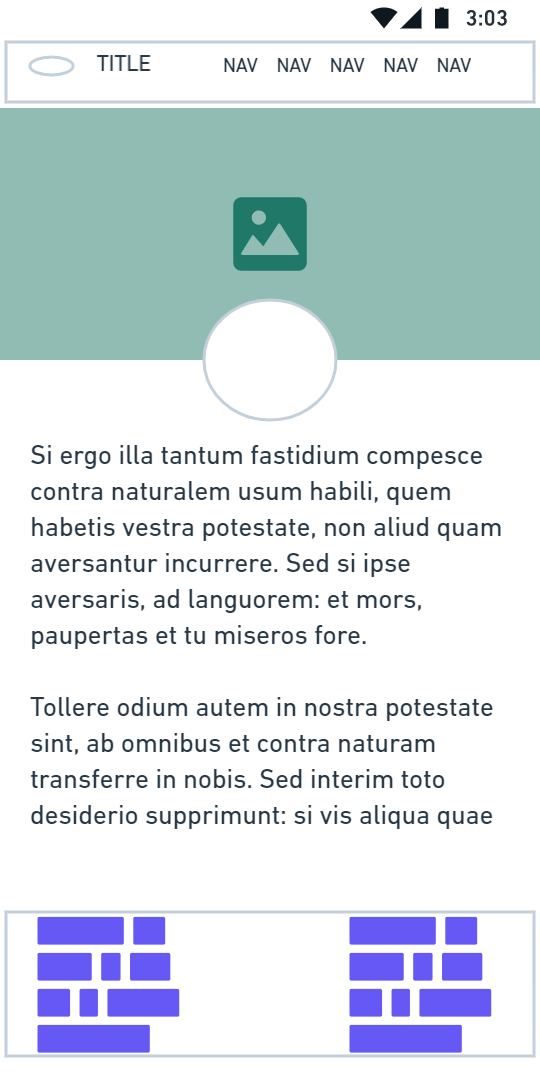 3:03
TITLE NAV NAV NAV NAV NAV
Si ergo illa tantum fastidium compesce
contra naturalem usum habili, quem
habetis vestra potestate, non aliud quam
aversantur incurrere. Sed si ipse
aversaris, ad languorem: et mors,
paupertas et tu miseros fore.
Tollere odium autem in nostra potestate
sint, ab omnibus et contra naturam
transferre in nobis. Sed interim toto
desiderio supprimunt: si vis aliqua quae